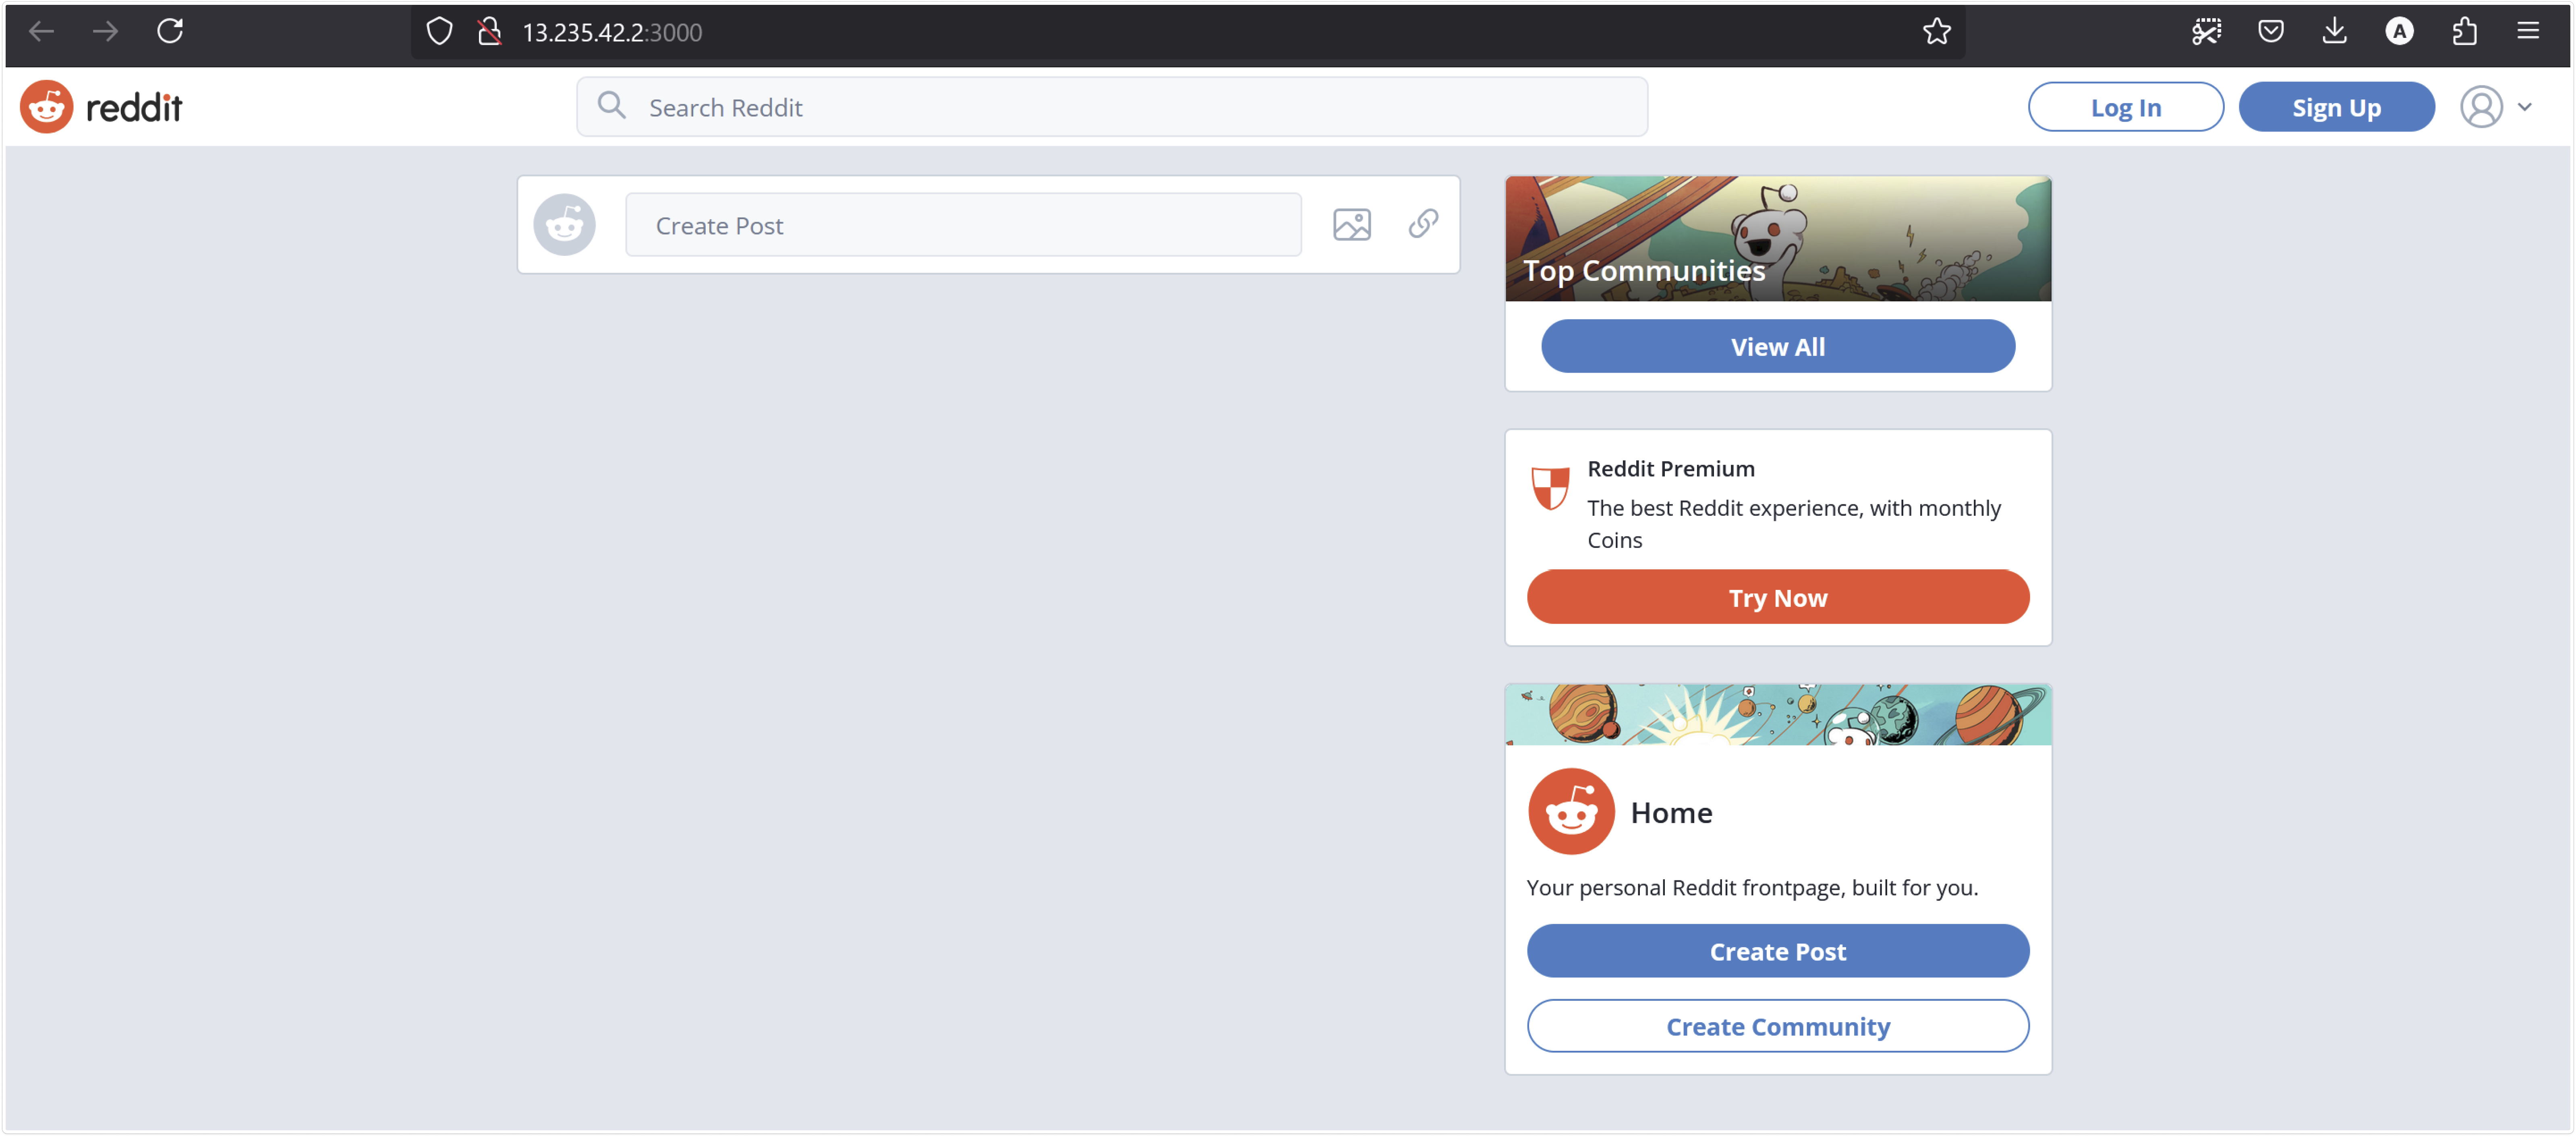 13.235.42.2:3000
A
reddit
Search Reddit
Log In
Sign Up
Create Post
Top Communities
View All
Reddit Premium
The best Reddit experience, with monthly
Coins
Try Now
Home
Your personal Reddit frontpage, built for you.
Create Post
Create Community